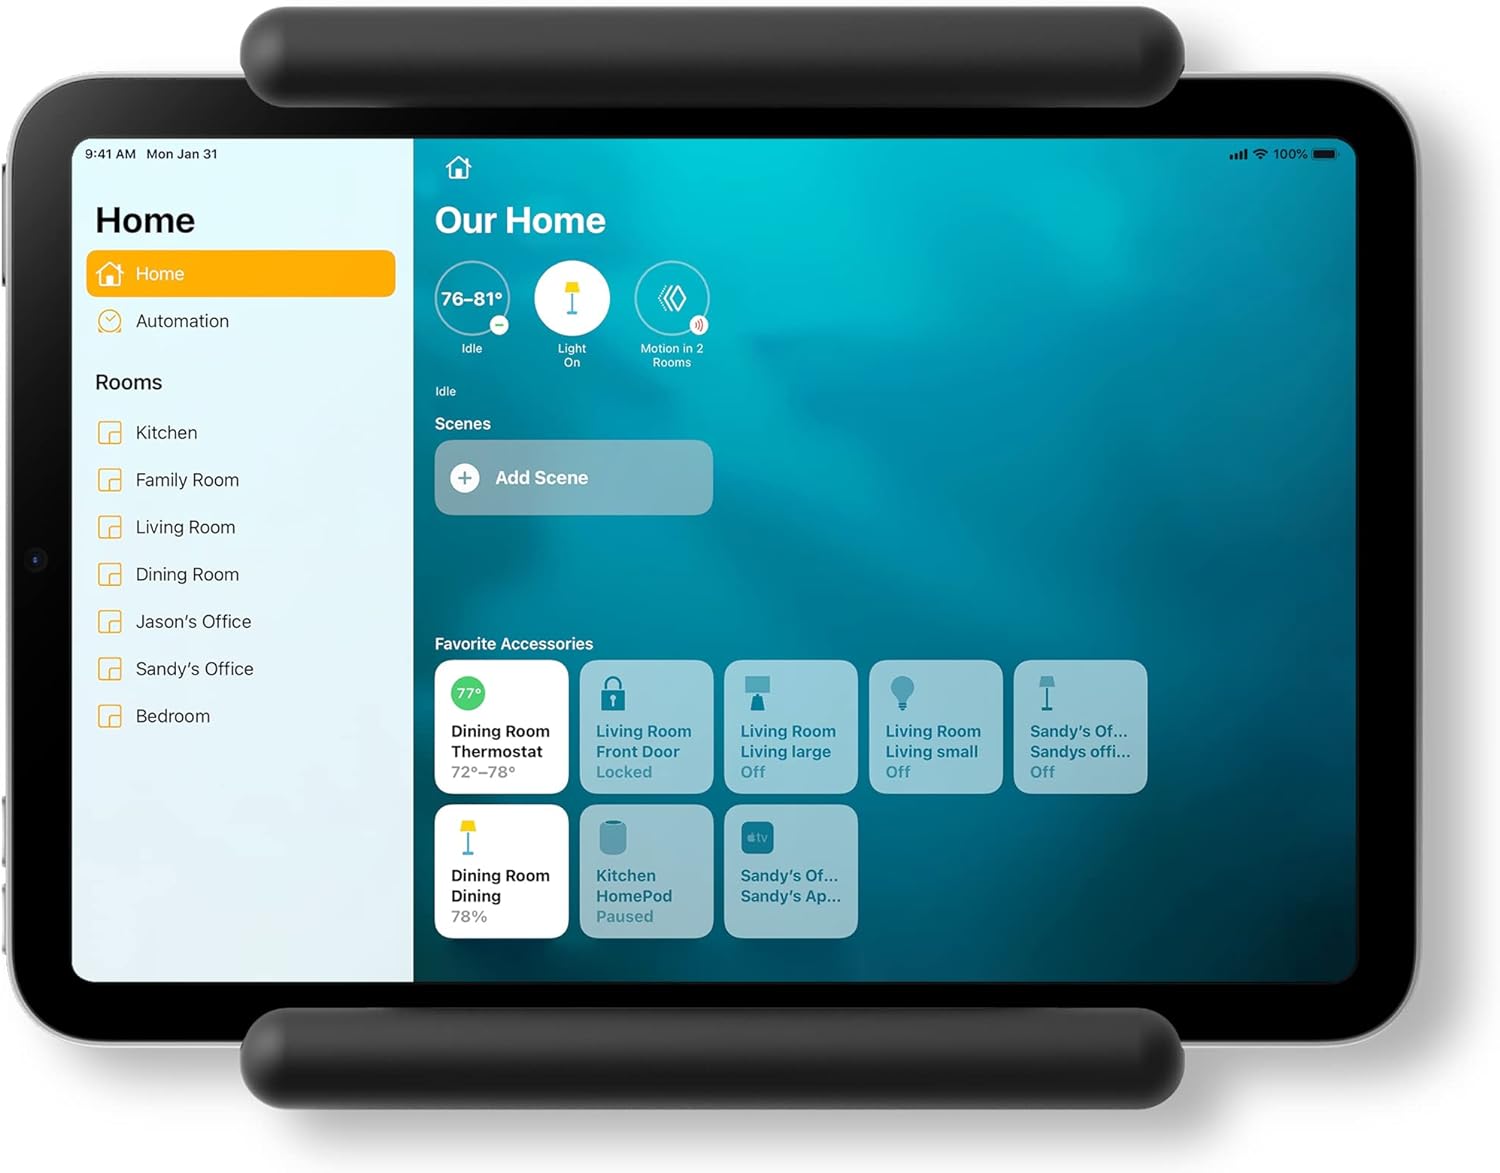 9:41 AM Mon Jan 31
100%
Home
Home
Automation
Rooms
Kitchen
Family Room
Living Room
Dining Room
Jason's Office
Sandy's Office
Bedroom
Our Home
76–81°
Idle
Light
On
Motion in 2
Rooms
Idle
Scenes
Add Scene
Favorite Accessories
77°
Dining Room
Thermostat
72°–78°
Living Room
Front Door
Locked
Living Room
Living large
Off
Living Room
Living small
Off
Sandy's Of...
Sandys offi...
Off
Dining Room
Dining
78%
Kitchen
HomePod
Paused
tv
Sandy's Of...
Sandy's Ap...